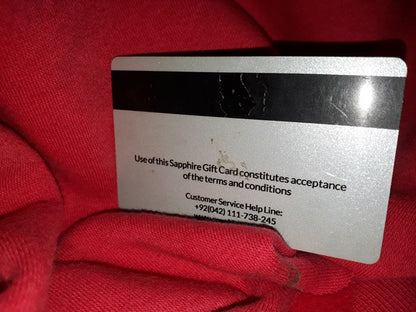 Use of this Sapphire Gift Card constitutes acceptance
of the terms and conditions
Customer Service Help Line:
+92(042) 111-738-245